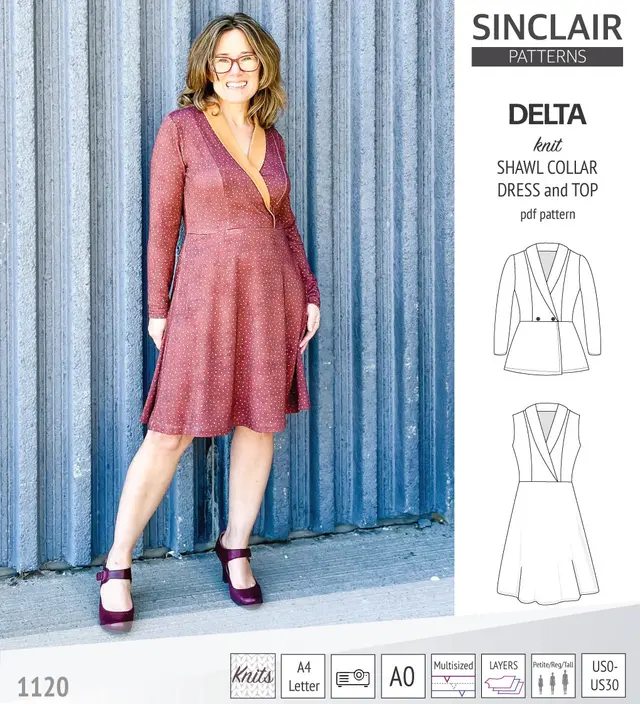 SINCLAIR
PATTERNS
DELTA
knit
SHAWL COLLAR
DRESS and TOP
pdf pattern
1120
Knits
A4
Letter
A0
Multisized
LAYERS
Petite/Reg/Tall
US0-
US30